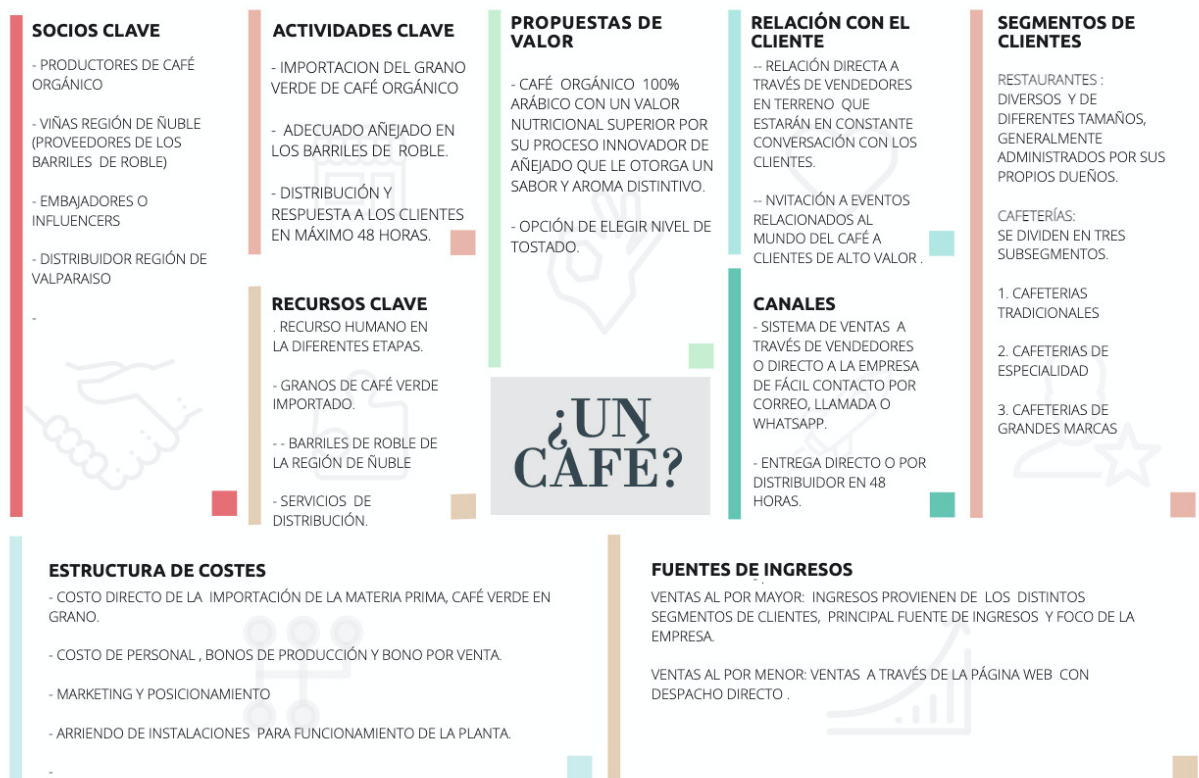 SOCIOS CLAVE
- PRODUCTORES DE CAFÉ
ORGÁNICO
- VIÑAS REGIÓN DE ÑUBLE
(PROVEEDORES DE LOS
BARRILES DE ROBLE)
- EMBAJADORES O
INFLUENCERS
- DISTRIBUIDOR REGIÓN DE
VALPARAISO
-
ACTIVIDADES CLAVE
- IMPORTACION DEL GRANO
VERDE DE CAFÉ ORGÁNICO
- ADECUADO AÑEJADO EN
LOS BARRILES DE ROBLE.
- DISTRIBUCIÓN Y
RESPUESTA A LOS CLIENTES
EN MÁXIMO 48 HORAS.
RECURSOS CLAVE
. RECURSO HUMANO EN
LA DIFERENTES ETAPAS.
- GRANOS DE CAFÉ VERDE
IMPORTADO.
- - BARRILES DE ROBLE DE
LA REGIÓN DE ÑUBLE
- SERVICIOS DE
DISTRIBUCIÓN.
PROPUESTAS DE
VALOR
- CAFÉ ORGÁNICO 100%
ARÁBICO CON UN VALOR
NUTRICIONAL SUPERIOR POR
SU PROCESO INNOVADOR DE
AÑEJADO QUE LE OTORGA UN
SABOR Y AROMA DISTINTIVO.
- OPCIÓN DE ELEGIR NIVEL DE
TOSTADO.
¿UN
CAFÉ?
RELACIÓN CON EL
CLIENTE
-- RELACIÓN DIRECTA A
TRAVÉS DE VENDEDORES
EN TERRENO QUE
ESTARÁN EN CONSTANTE
CONVERSACIÓN CON LOS
CLIENTES.
-- NVITACIÓN A EVENTOS
RELACIONADOS AL
MUNDO DEL CAFÉ A
CLIENTES DE ALTO VALOR .
CANALES
- SISTEMA DE VENTAS A
TRAVÉS DE VENDEDORES
O DIRECTO A LA EMPRESA
DE FÁCIL CONTACTO POR
CORREO, LLAMADA O
WHATSAPP.
- ENTREGA DIRECTO O POR
DISTRIBUIDOR EN 48
HORAS.
SEGMENTOS DE
CLIENTES
RESTAURANTES :
DIVERSOS Y DE
DIFERENTES TAMAÑOS,
GENERALMENTE
ADMINISTRADOS POR SUS
PROPIOS DUEÑOS.
CAFETERÍAS:
SE DIVIDEN EN TRES
SUBSEGMENTOS.
1. CAFETERIAS
TRADICIONALES
2. CAFETERIAS DE
ESPECIALIDAD
3. CAFETERIAS DE
GRANDES MARCAS
ESTRUCTURA DE COSTES
- COSTO DIRECTO DE LA IMPORTACIÓN DE LA MATERIA PRIMA, CAFÉ VERDE EN
GRANO.
- COSTO DE PERSONAL , BONOS DE PRODUCCIÓN Y BONO POR VENTA.
- MARKETING Y POSICIONAMIENTO
- ARRIENDO DE INSTALACIONES PARA FUNCIONAMIENTO DE LA PLANTA.
-
FUENTES DE INGRESOS
- .
VENTAS AL POR MAYOR: INGRESOS PROVIENEN DE LOS DISTINTOS
SEGMENTOS DE CLIENTES, PRINCIPAL FUENTE DE INGRESOS Y FOCO DE LA
EMPRESA.
VENTAS AL POR MENOR: VENTAS A TRAVÉS DE LA PÁGINA WEB CON
DESPACHO DIRECTO .